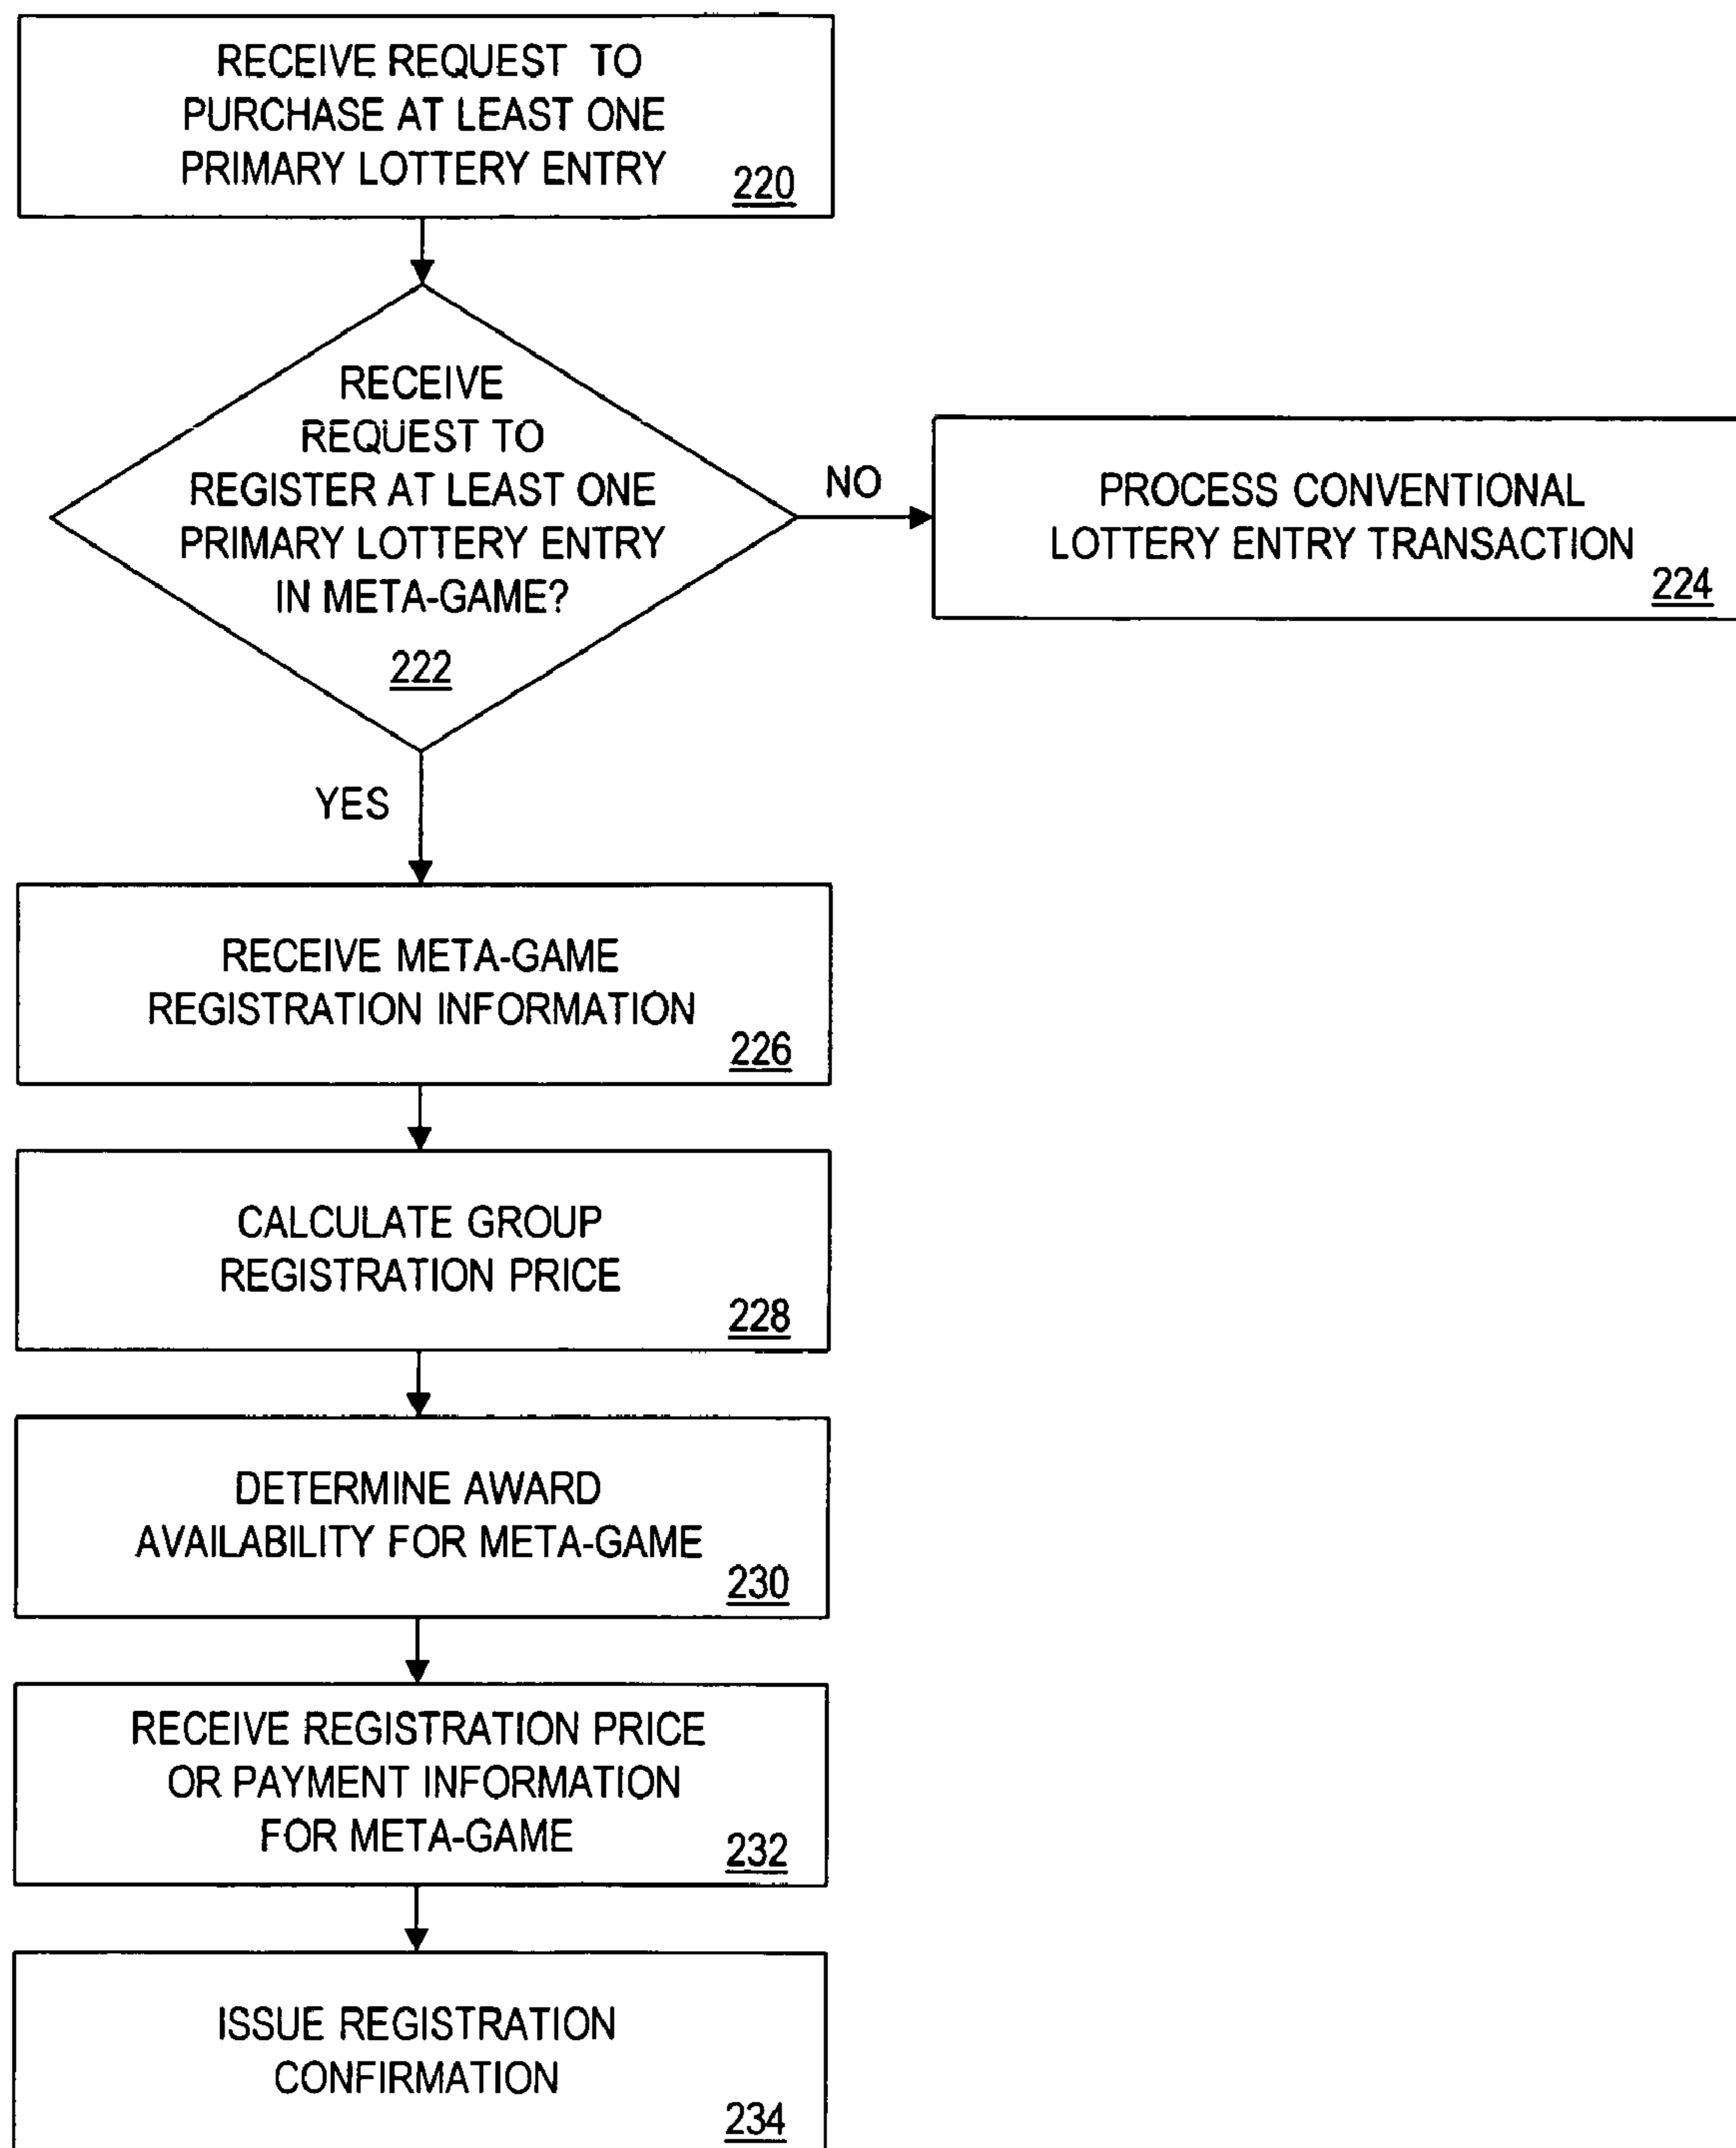 RECEIVE REQUEST TO
PURCHASE AT LEAST ONE
PRIMARY LOTTERY ENTRY
220
RECEIVE
REQUEST TO
REGISTER AT LEAST ONE
PRIMARY LOTTERY ENTRY
IN META-GAME?
222
NO
PROCESS CONVENTIONAL
LOTTERY ENTRY TRANSACTION
224
YES
RECEIVE META-GAME
REGISTRATION INFORMATION
226
CALCULATE GROUP
REGISTRATION PRICE
228
DETERMINE AWARD
AVAILABILITY FOR META-GAME
230
RECEIVE REGISTRATION PRICE
OR PAYMENT INFORMATION
FOR META-GAME
232
ISSUE REGISTRATION
CONFIRMATION
234